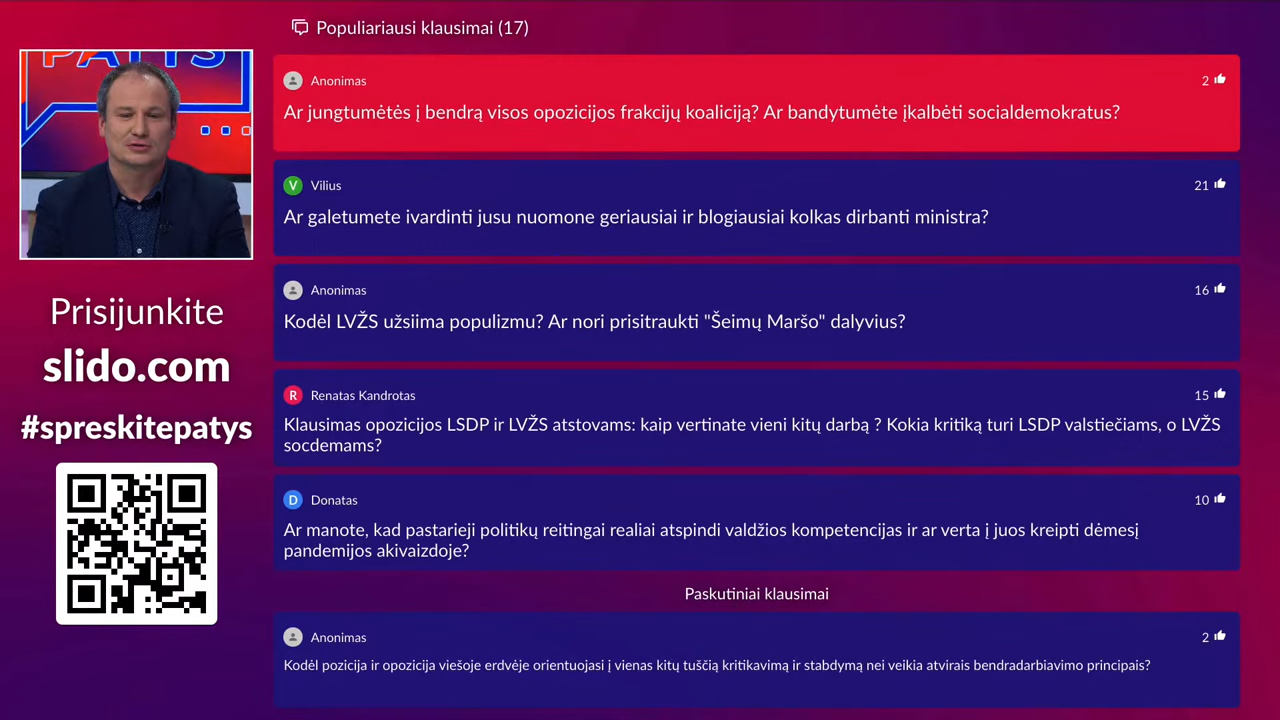 Populiariausi klausimai (17)
PATYS
Anonimas
2
Ar jungtumėtės į bendrą visos opozicijos frakcijų koaliciją? Ar bandytumėte įkalbėti socialdemokratus?
V Vilius
21
Ar galetumete ivardinti jusu nuomone geriausiai ir blogiausiai kolkas dirbanti ministra?
Anonimas
16
Kodėl LVŽS užsiima populizmu? Ar nori prisitraukti "Šeimų Maršo" dalyvius?
R Renatas Kandrotas
15
Klausimas opozicijos LSDP ir LVŽS atstovams: kaip vertinate vieni kitų darbą ? Kokia kritiką turi LSDP valstiečiams, o LVŽS
socdemams?
D Donatas
10
Ar manote, kad pastarieji politikų reitingai realiai atspindi valdžios kompetencijas ir ar verta į juos kreipti dėmesį
pandemijos akivaizdoje?
Paskutiniai klausimai
Anonimas
2
Kodėl pozicija ir opozicija viešoje erdvėje orientuojasi į vienas kitų tuščią kritikavimą ir stabdymą nei veikia atvirais bendradarbiavimo principais?
Prisijunkite
slido.com
#spreskitepatys